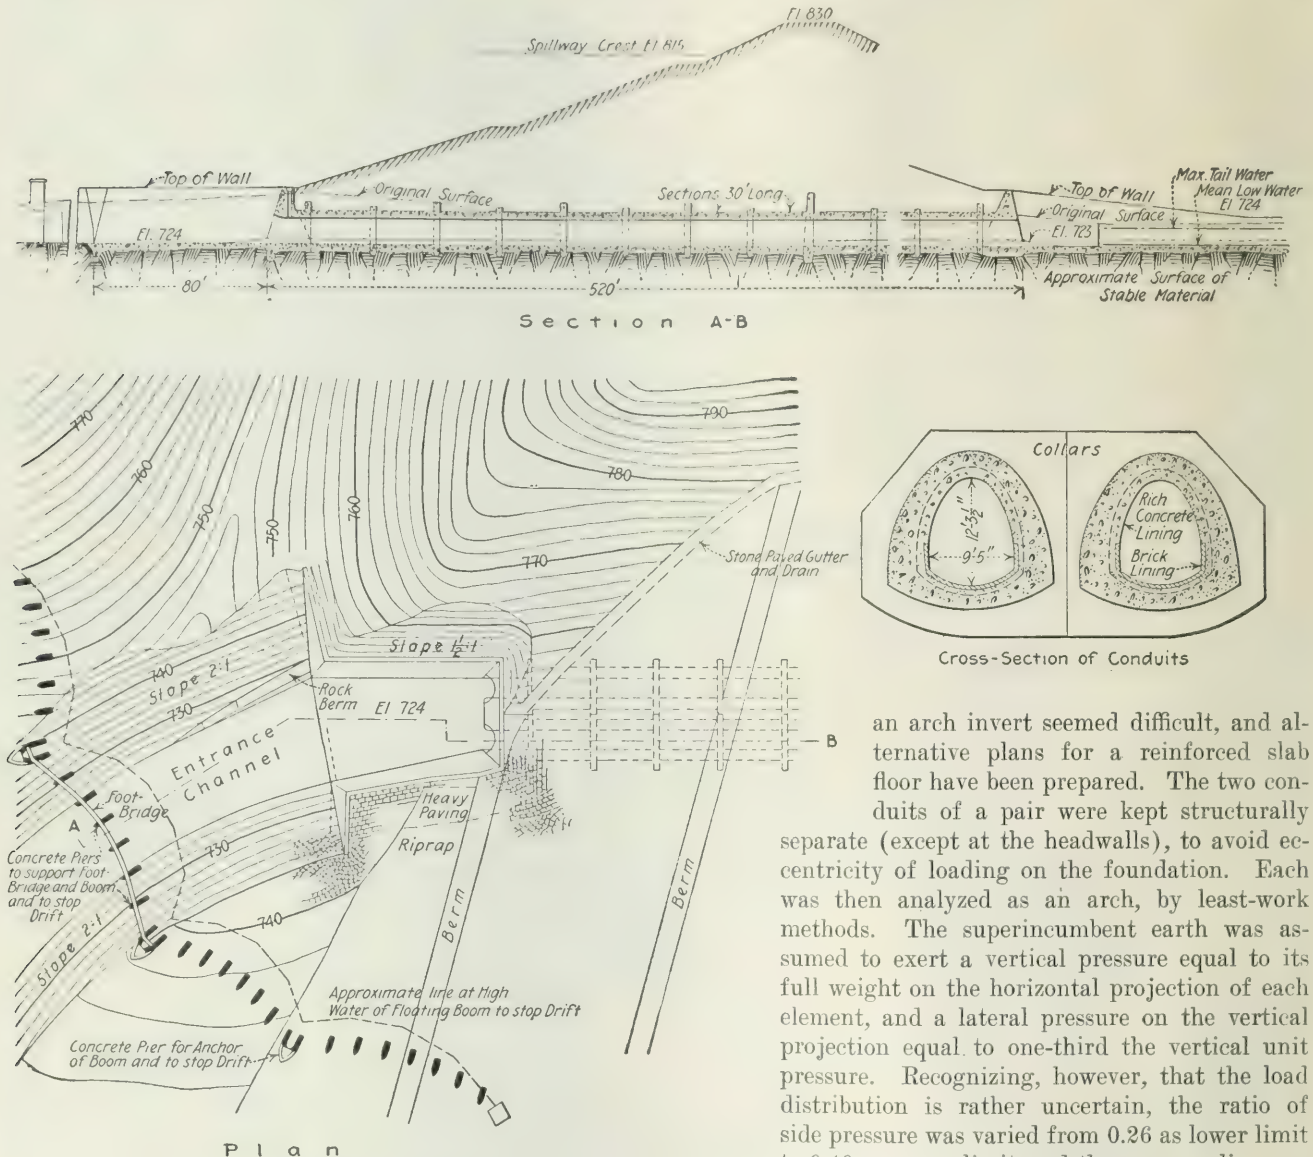 El 830
Spillway Crest El 815
Top of Wall
Original Surface
Sections 30' Long
Max. Tail Water
Mean Low Water
El 724
Top of Wall
Original Surface
El. 724
El. 723
80'
520'
Approximate Surface of
Stable Material
Section A-B
770
760
750
750
760
790
780
770
Stone Paved Gutter
and Drain
Slope 1½:1
740
Slope 2:1
730
Rock
Berm
El 724
Entrance
Channel
B
Foot-
Bridge
A
Heavy
Paving
Riprap
730
Concrete Piers
to support Foot-
Bridge and Boom
and to stop
Drift
740
Slope 2:1
Berm
Berm
Approximate line at High
Water of Floating Boom to stop Drift
Concrete Pier for Anchor
of Boom and to stop Drift
Plan
Collars
12'3½"
9'5"
Rich
Concrete
Lining
Brick
Lining
Cross-Section of Conduits
an arch invert seemed difficult, and al-
ternative plans for a reinforced slab
floor have been prepared. The two con-
duits of a pair were kept structurally
separate (except at the headwalls), to avoid ec-
centricity of loading on the foundation. Each
was then analyzed as an arch, by least-work
methods. The superincumbent earth was as-
sumed to exert a vertical pressure equal to its
full weight on the horizontal projection of each
element, and a lateral pressure on the vertical
projection equal to one-third the vertical unit
pressure. Recognizing, however, that the load
distribution is rather uncertain, the ratio of
side pressure was varied from 0.26 as lower limit